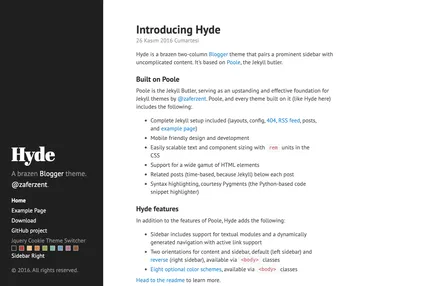 Hyde
A brazen Blogger theme.
@zaferzent.
Home
Example Page
Download
GitHub project
Jquery Cookie Theme Switcher
Sidebar Right
© 2016. All rights reserved.
Introducing Hyde
26 Kasım 2016 Cumartesi
Hyde is a brazen two-column Blogger theme that pairs a prominent sidebar with
uncomplicated content. It's based on Poole, the Jekyll butler.
Built on Poole
Poole is the Jekyll Butler, serving as an upstanding and effective foundation for
Jekyll themes by @zaferzent. Poole, and every theme built on it (like Hyde here)
includes the following:
• Complete Jekyll setup included (layouts, config, 404, RSS feed, posts,
and example page)
• Mobile friendly design and development
• Easily scalable text and component sizing with rem units in the
CSS
• Support for a wide gamut of HTML elements
• Related posts (time-based, because Jekyll) below each post
• Syntax highlighting, courtesy Pygments (the Python-based code
snippet highlighter)
Hyde features
In addition to the features of Poole, Hyde adds the following:
• Sidebar includes support for textual modules and a dynamically
generated navigation with active link support
• Two orientations for content and sidebar, default (left sidebar) and
reverse (right sidebar), available via <body> classes
• Eight optional color schemes, available via <body> classes
Head to the readme to learn more.